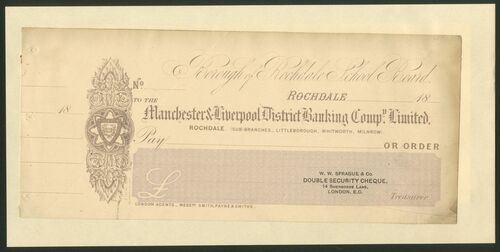 Borough of Rochdale School Board.
No
ROCHDALE 18
TO THE
18
Manchester & Liverpool District Banking Compy. Limited,
ROCHDALE. (SUB-BRANCHES, LITTLEBOROUGH, WHITWORTH, MILNROW)
Pay
OR ORDER
W. W. SPRAGUE & CO.
DOUBLE SECURITY CHEQUE,
14 SHERBORNE LANE,
LONDON, E.C.
£
Treasurer
LONDON AGENTS, MESSRS SMITH, PAYNE & SMITHS.